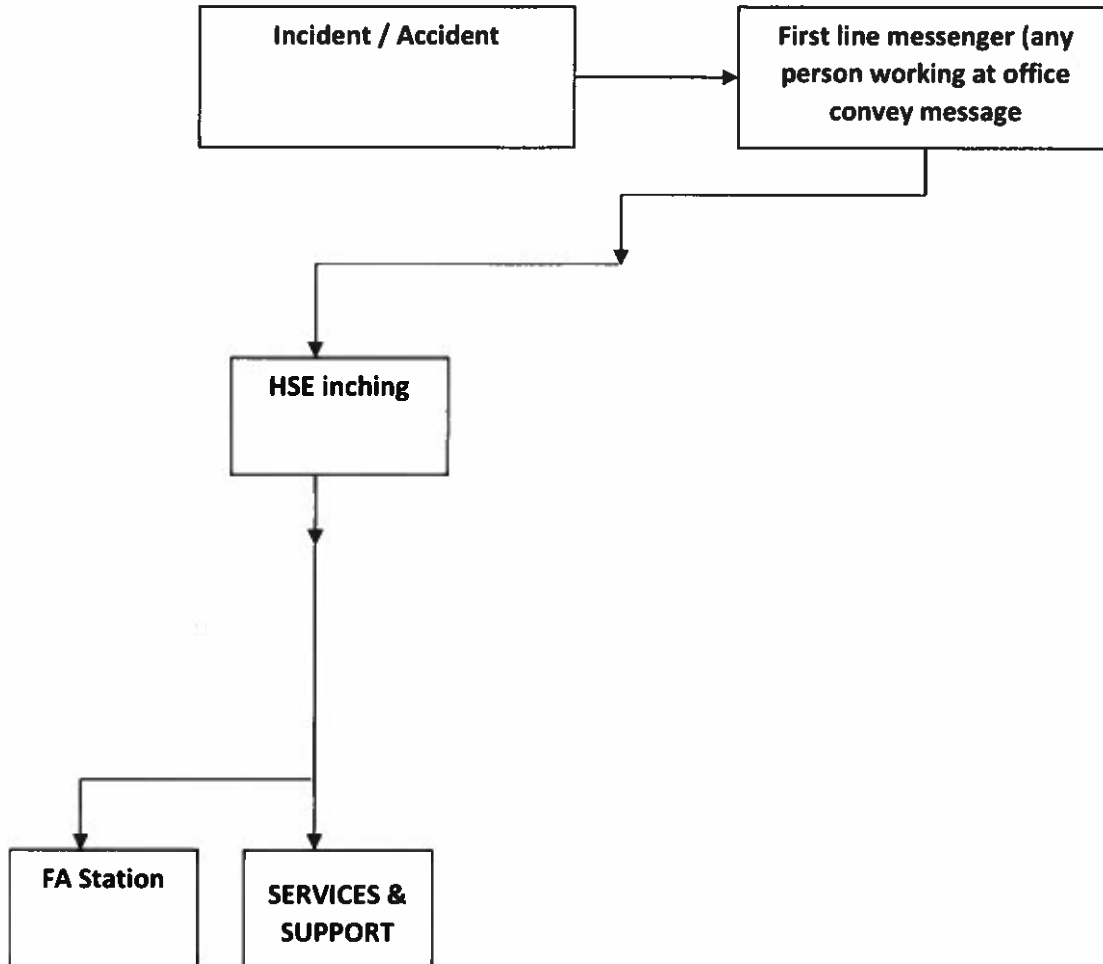 Incident / Accident
First line messenger (any
person working at office
convey message
HSE inching
FA Station
SERVICES &
SUPPORT